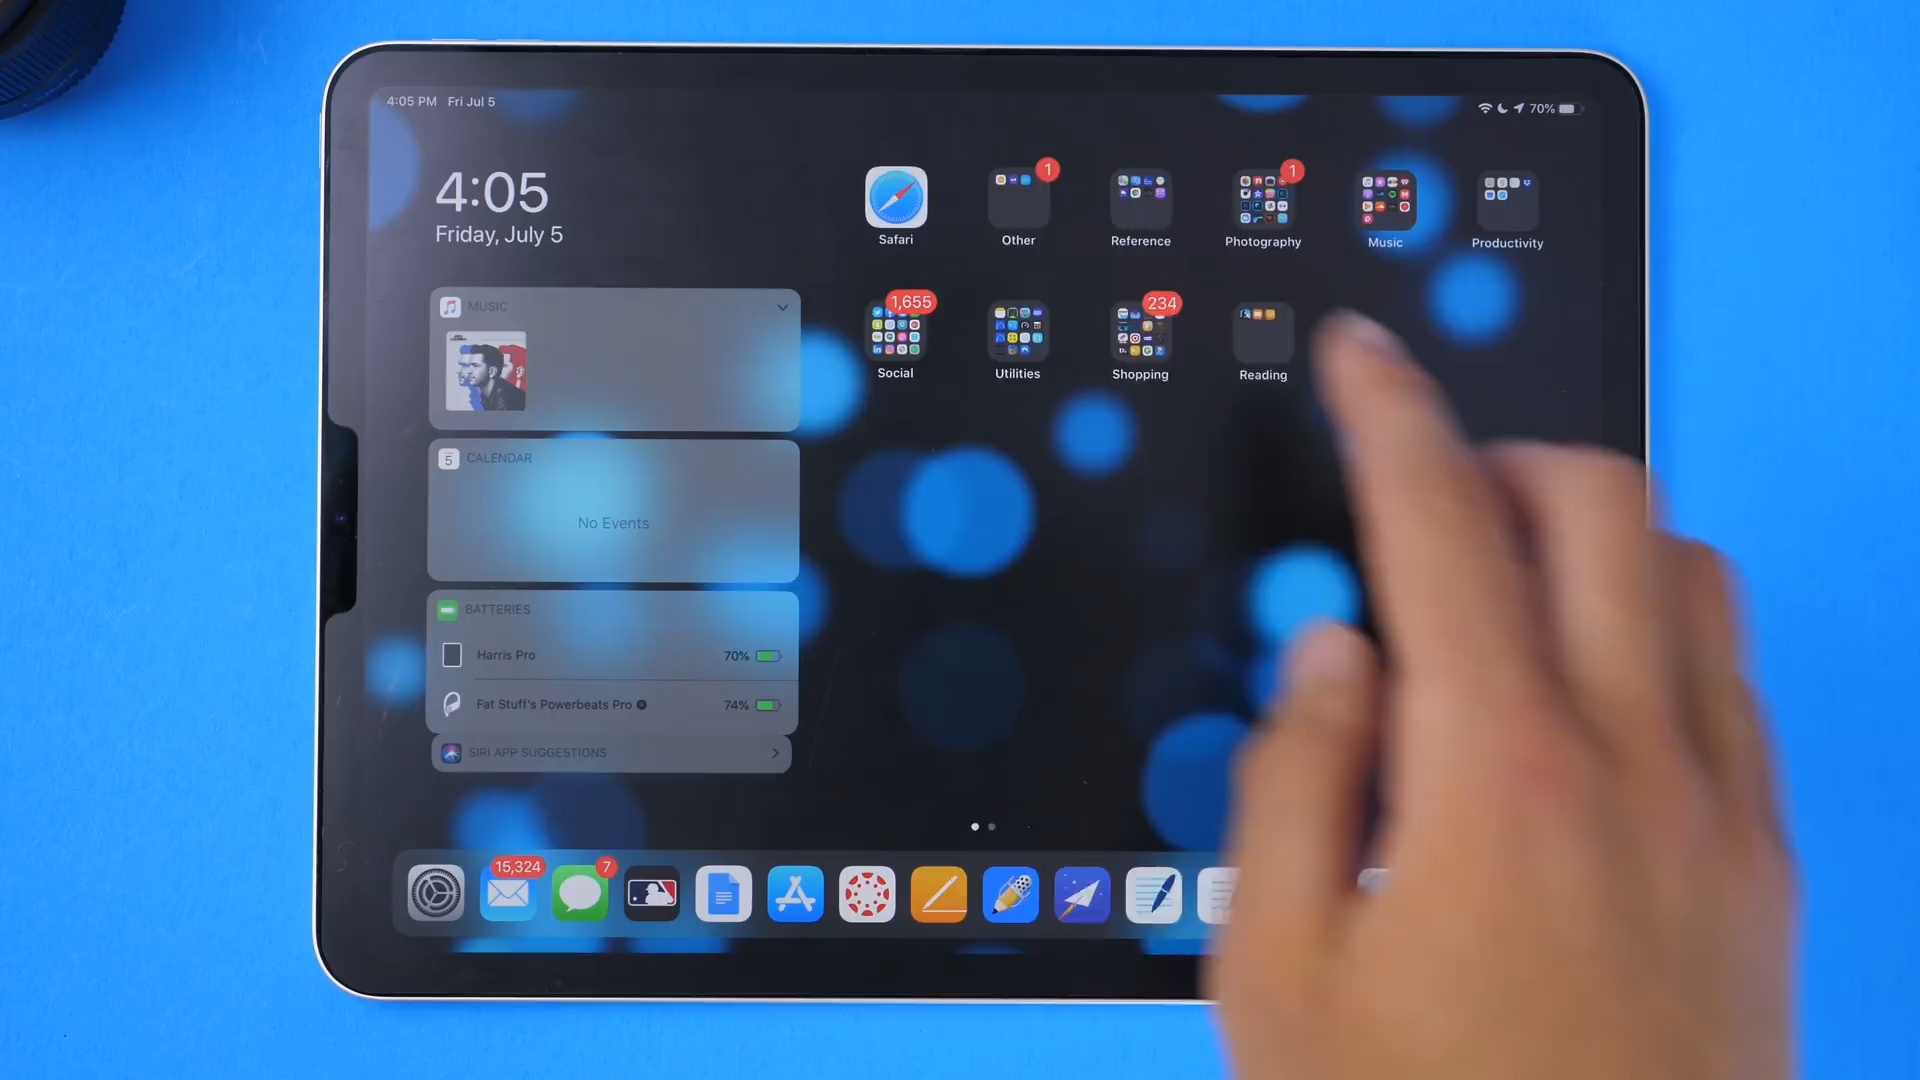 4:05 PM Fri Jul 5
70%
4:05
Friday, July 5
MUSIC
5
CALENDAR
No Events
BATTERIES
Harris Pro
70%
Fat Stuff's Powerbeats Pro
74%
SIRI APP SUGGESTIONS
Safari
1
Other
Reference
1
Photography
Music
Productivity
1,655
Social
Utilities
234
Shopping
Reading
15,324
7